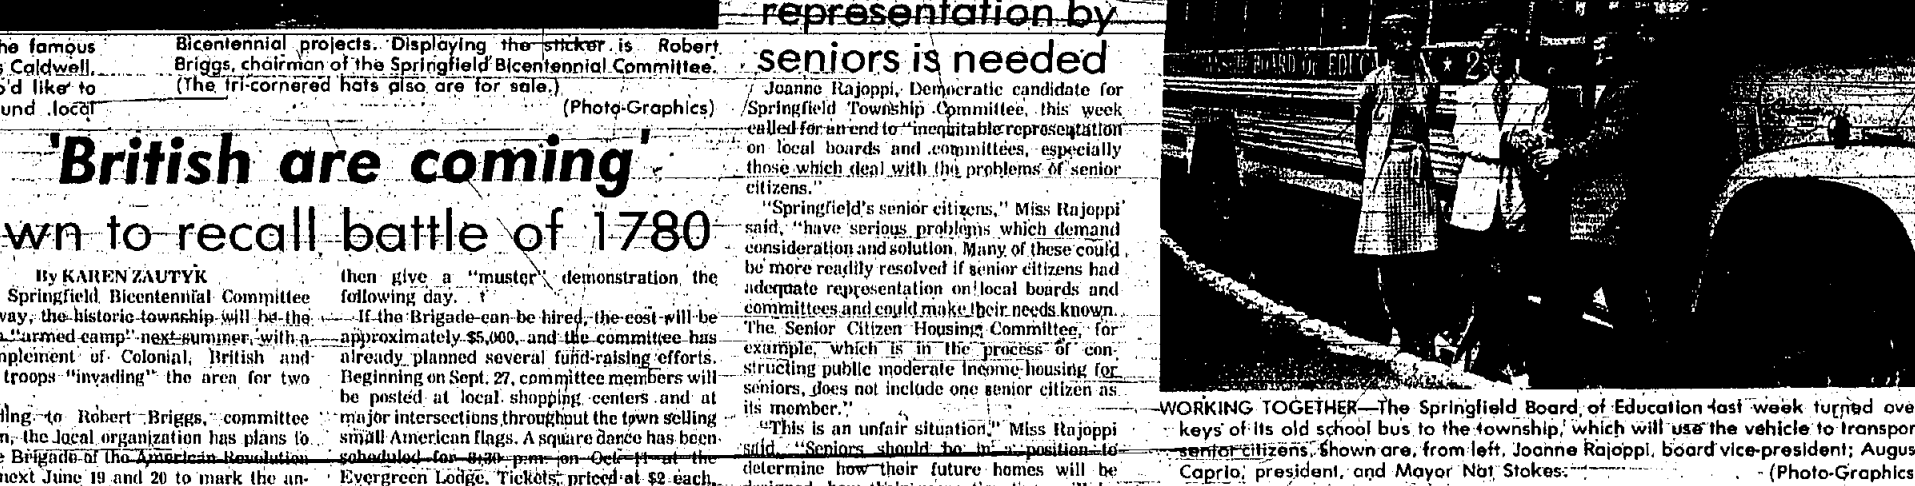 he famous
s Caldwell,
o'd like to
und local
Bicentennial projects. Displaying the sticker is Robert
Briggs, chairman of the Springfield Bicentennial Committee.
(The tri-cornered hats also are for sale.)
(Photo-Graphics)
'British are coming'
wn to recall battle of 1780
By KAREN ZAUTYK
Springfield Bicentennial Committee
way, the historic township will be the
"armed camp" next summer, with a
mplement of Colonial, British and
troops "invading" the area for two
ding to Robert Briggs, committee
n, the local organization has plans to
e Brigade of the American Revolution
next June 19 and 20 to mark the an-
then give a "muster" demonstration the
following day.
If the Brigade can be hired, the cost will be
approximately $5,000, and the committee has
already planned several fund-raising efforts.
Beginning on Sept. 27, committee members will
be posted at local shopping centers and at
major intersections throughout the town selling
small American flags. A square dance has been
scheduled for 8:30 p.m. on Oct. 11 at the
Evergreen Lodge. Tickets, priced at $2 each,
representation by
seniors is needed
Joanne Rajoppi, Democratic candidate for
Springfield Township Committee, this week
called for an end to "inequitable representation
on local boards and committees, especially
those which deal with the problems of senior
citizens."
"Springfield's senior citizens," Miss Rajoppi
said, "have serious problems which demand
consideration and solution. Many of these could
be more readily resolved if senior citizens had
adequate representation on local boards and
committees and could make their needs known.
The Senior Citizen Housing Committee, for
example, which is in the process of con-
structing public moderate income housing for
seniors, does not include one senior citizen as
its member."
"This is an unfair situation," Miss Rajoppi
said. "Seniors should be in a position to
determine how their future homes will be
BOARD OF EDUCA
WORKING TOGETHER—The Springfield Board of Education last week turned ove
keys of its old school bus to the township, which will use the vehicle to transpor
senior citizens. Shown are, from left, Joanne Rajoppi, board vice-president; Augus
Caprio, president, and Mayor Nat Stokes.
(Photo-Graphics